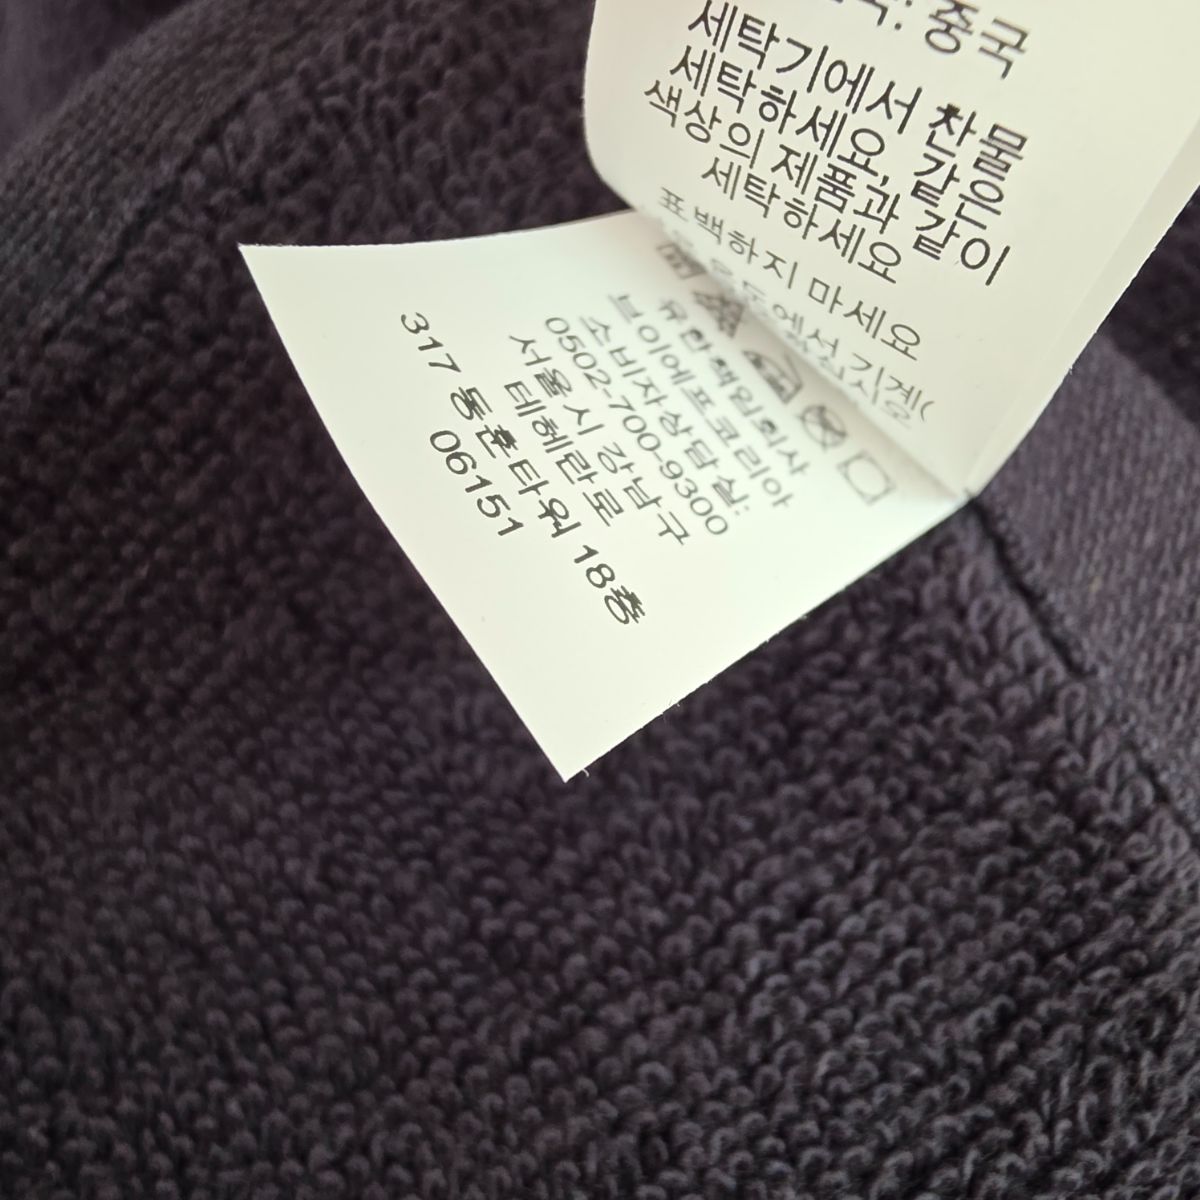 중국
세탁기에서 찬물
세탁하세요, 같은
색상의 제품과 같이
세탁하세요
표백하지 마세요
유한책임회사
브이에프코리아
소비자상담실:
0502-700-9300
서울시 강남구
테헤란로
317 동훈타워 18층
06151